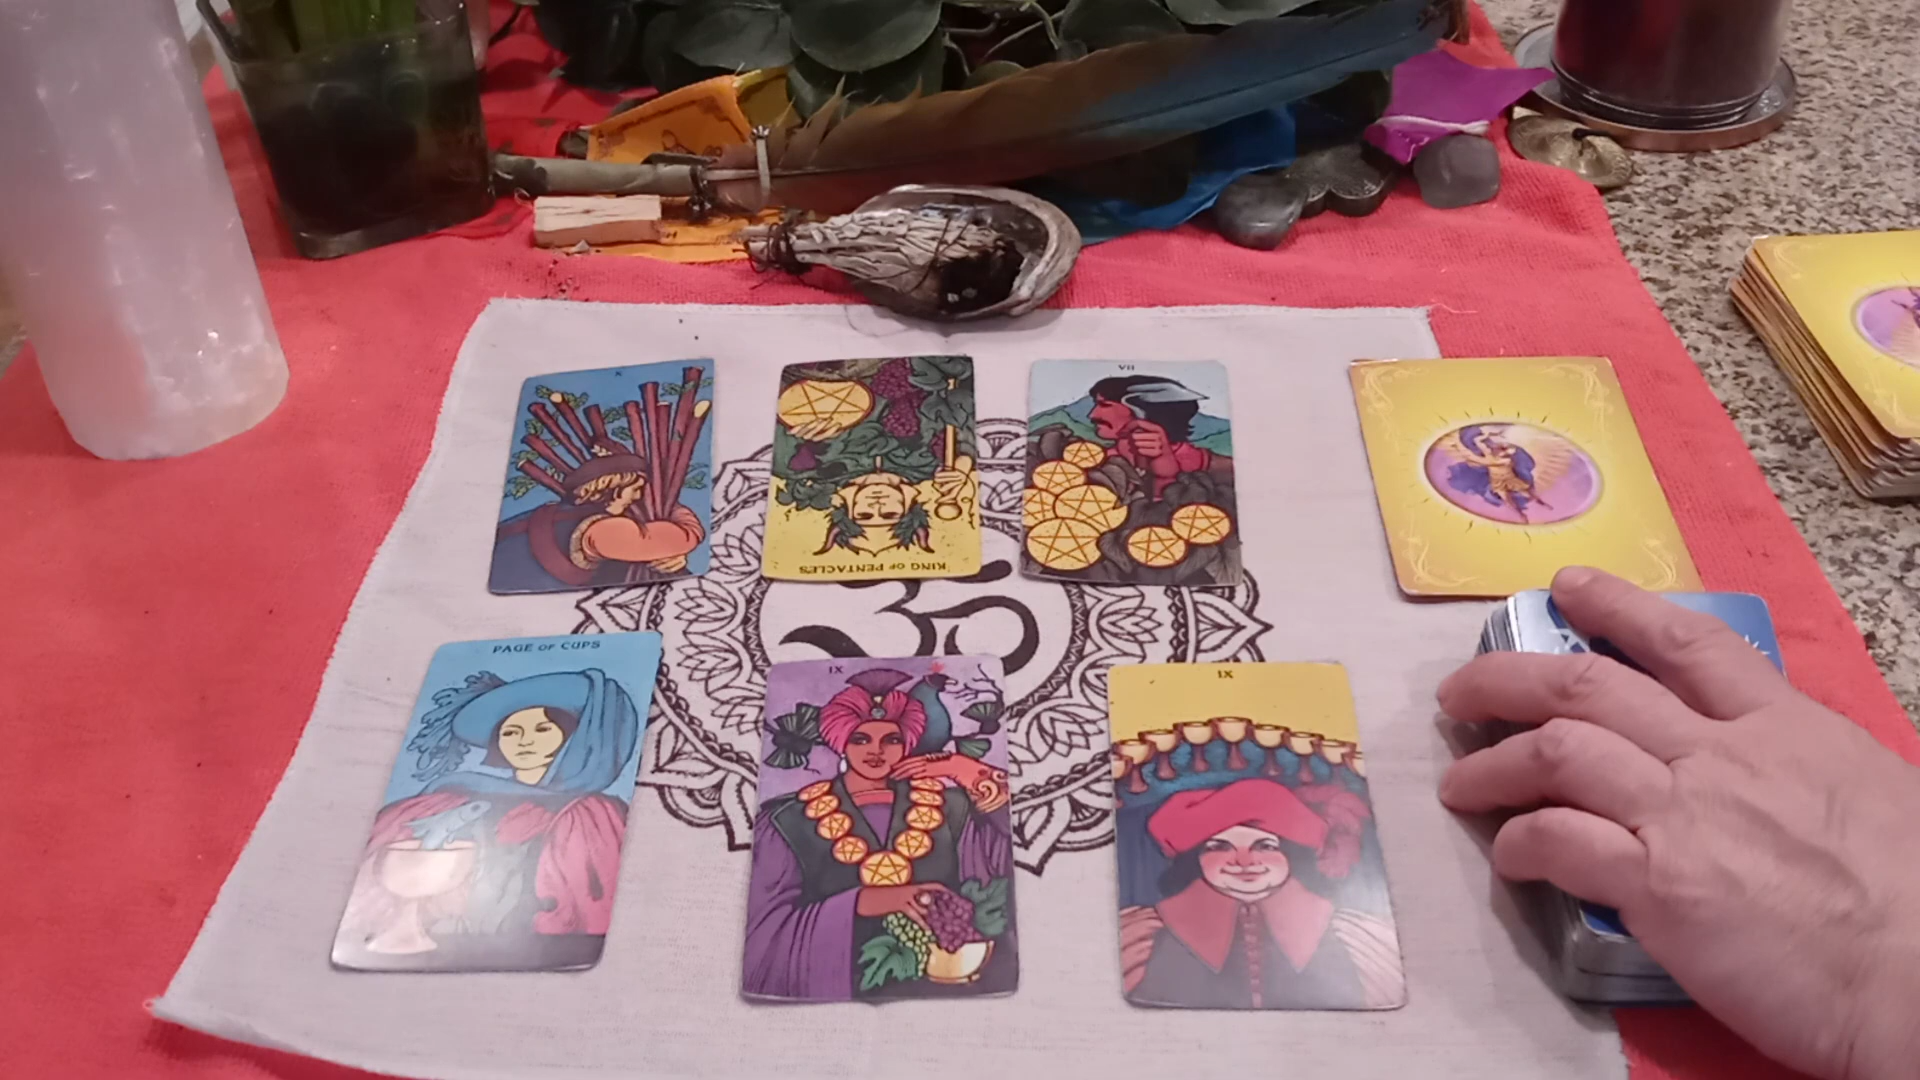 X
KING OF PENTACLES
VII
PAGE OF CUPS
IX
IX
ॐ